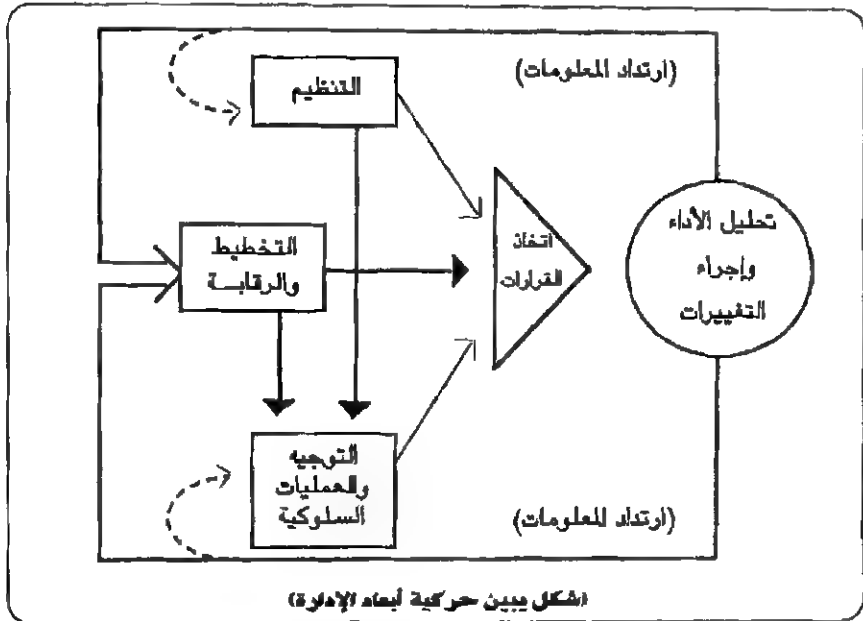 (ارتداد المعلومات)
التنظيم
تحليل الأداء
وإجراء
التغييرات
اتخاذ
القرارات
التخطيط
والرقابــة
التوجيه
والعمليات
السلوكية
(ارتداد المعلومات)
(شكل يبين حركية أبعاد الإدارة)